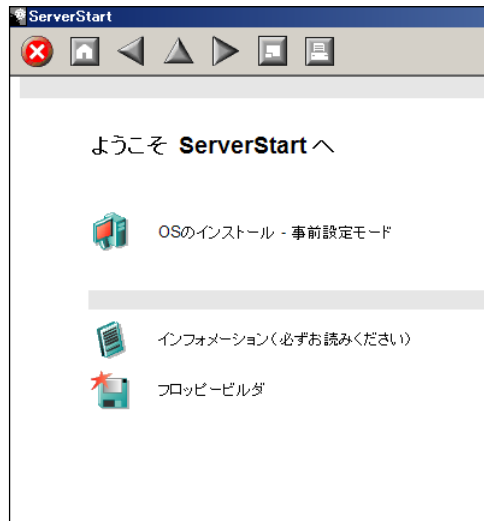 ServerStart
ようこそ ServerStart へ
OSのインストール - 事前設定モード
インフォメーション（必ずお読みください）
フロッピービルダ